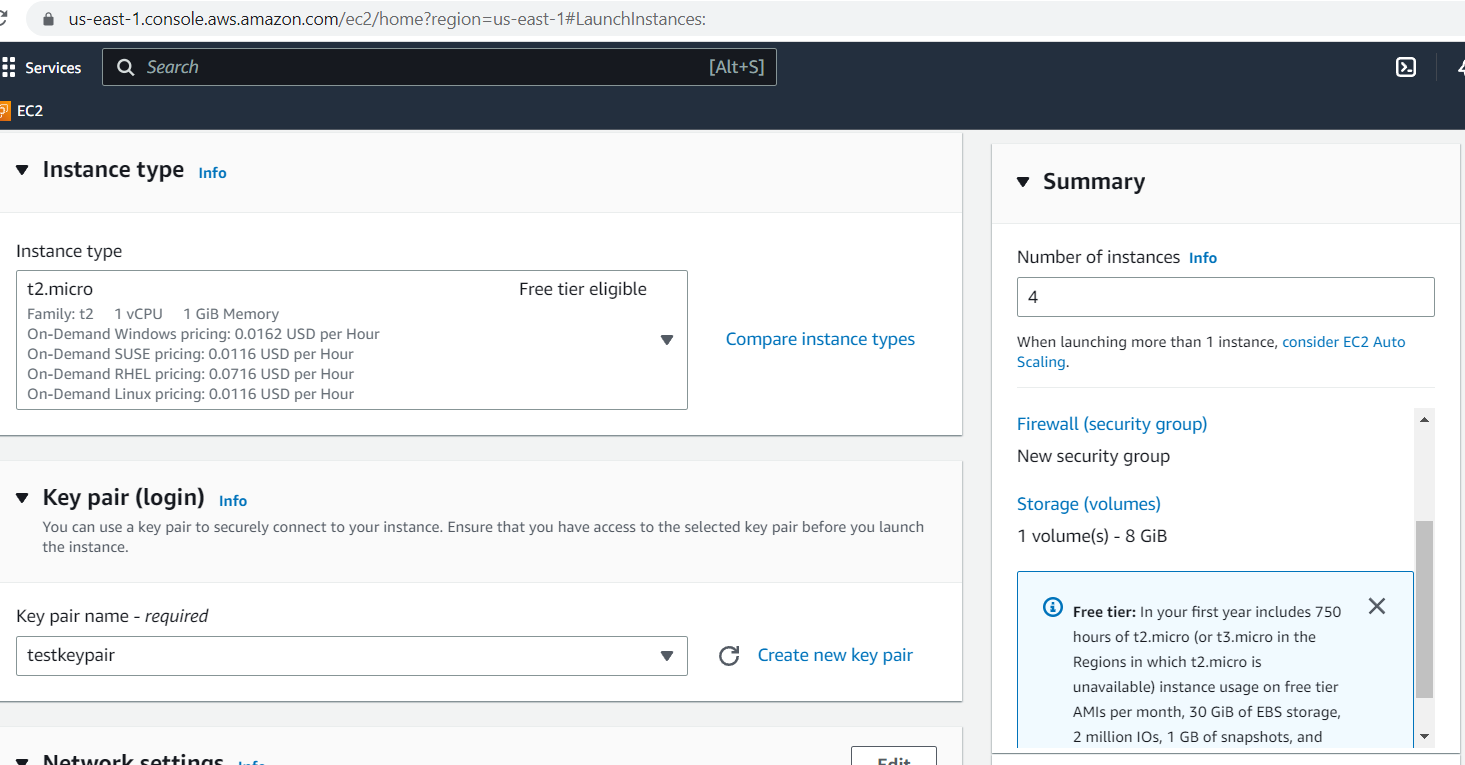 us-east-1.console.aws.amazon.com/ec2/home?region=us-east-1#LaunchInstances:
Services
Search
[Alt+S]
EC2
Instance type Info
Instance type
t2.micro Free tier eligible
Family: t2 1 vCPU 1 GiB Memory
On-Demand Windows pricing: 0.0162 USD per Hour
On-Demand SUSE pricing: 0.0116 USD per Hour
On-Demand RHEL pricing: 0.0716 USD per Hour
On-Demand Linux pricing: 0.0116 USD per Hour
Compare instance types
Key pair (login) Info
You can use a key pair to securely connect to your instance. Ensure that you have access to the selected key pair before you launch
the instance.
Key pair name - required
testkeypair
Create new key pair
Network settings Info
Edit
Summary
Number of instances Info
4
When launching more than 1 instance, consider EC2 Auto
Scaling.
Firewall (security group)
New security group
Storage (volumes)
1 volume(s) - 8 GiB
Free tier: In your first year includes 750
hours of t2.micro (or t3.micro in the
Regions in which t2.micro is
unavailable) instance usage on free tier
AMIs per month, 30 GiB of EBS storage,
2 million IOs, 1 GB of snapshots, and